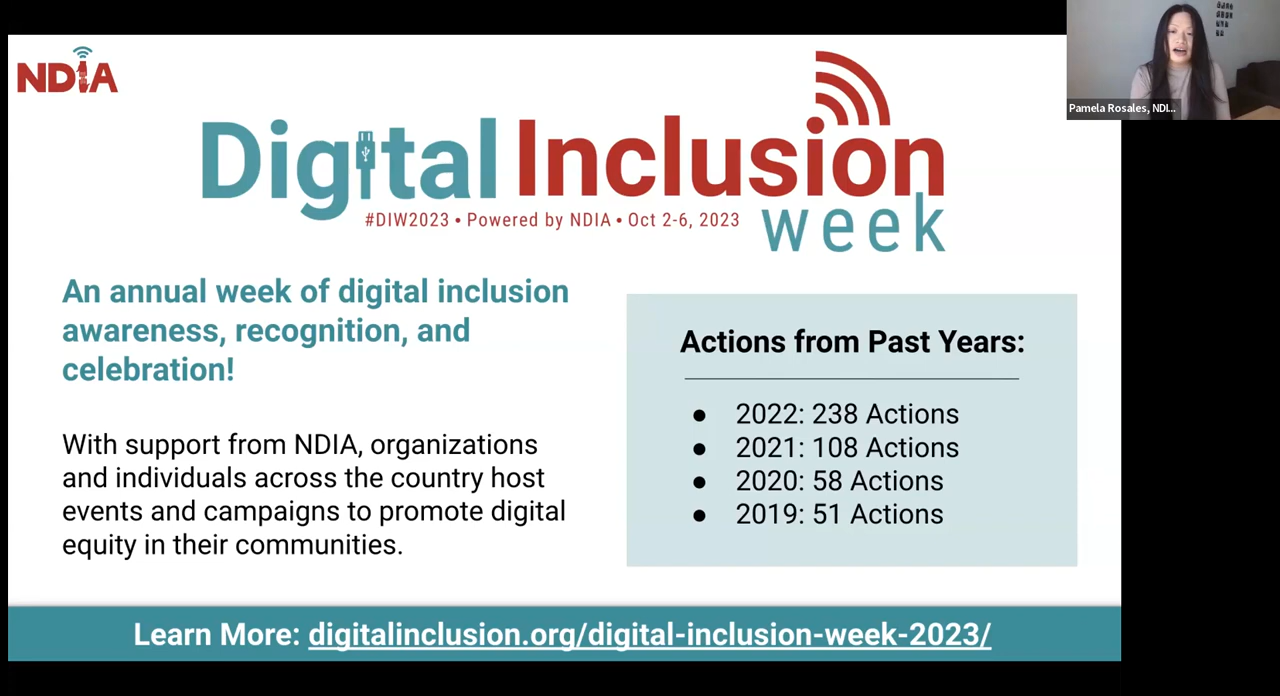 NDIA
Pamela Rosales, NDI...
Digital Inclusion
week
#DIW2023 • Powered by NDIA • Oct 2-6, 2023
An annual week of digital inclusion
awareness, recognition, and
celebration!
With support from NDIA, organizations
and individuals across the country host
events and campaigns to promote digital
equity in their communities.
Actions from Past Years:
● 2022: 238 Actions
● 2021: 108 Actions
● 2020: 58 Actions
● 2019: 51 Actions
Learn More: digitalinclusion.org/digital-inclusion-week-2023/